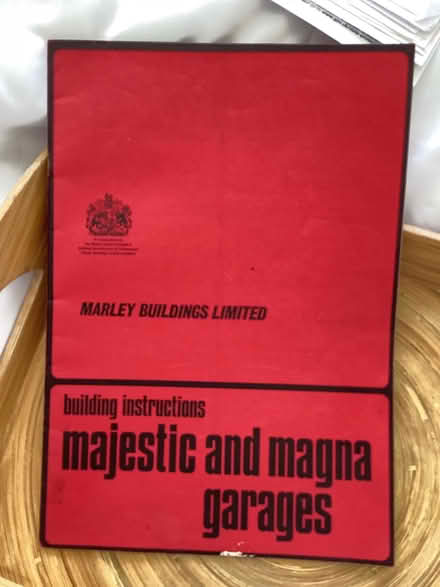 MARLEY BUILDINGS LIMITED
building instructions
majestic and magna
garages